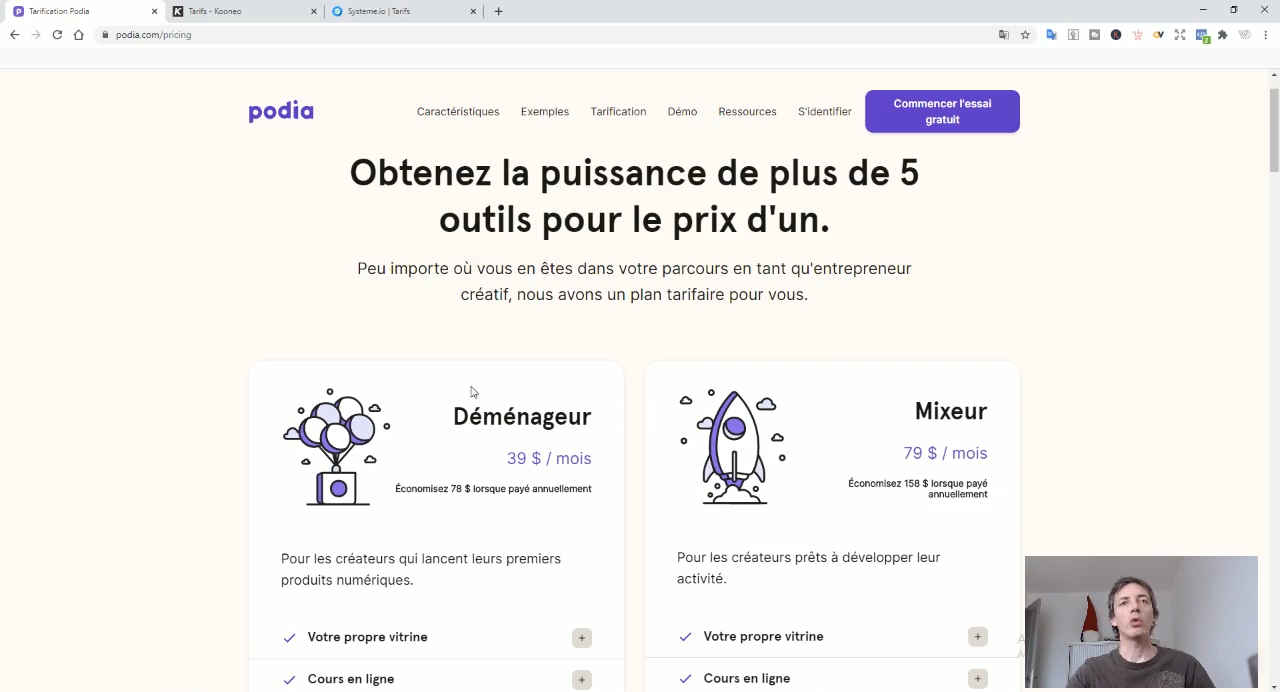 Tarification Podia
Tarifs - Kooneo
Systeme.io | Tarifs
podia.com/pricing
podia
Caractéristiques
Exemples
Tarification
Démo
Ressources
S'identifier
Commencer l'essai
gratuit
Obtenez la puissance de plus de 5
outils pour le prix d'un.
Peu importe où vous en êtes dans votre parcours en tant qu'entrepreneur
créatif, nous avons un plan tarifaire pour vous.
Déménageur
39 $ / mois
Économisez 78 $ lorsque payé annuellement
Pour les créateurs qui lancent leurs premiers
produits numériques.
Votre propre vitrine
Cours en ligne
Mixeur
79 $ / mois
Économisez 158 $ lorsque payé
annuellement
Pour les créateurs prêts à développer leur
activité.
Votre propre vitrine
Cours en ligne